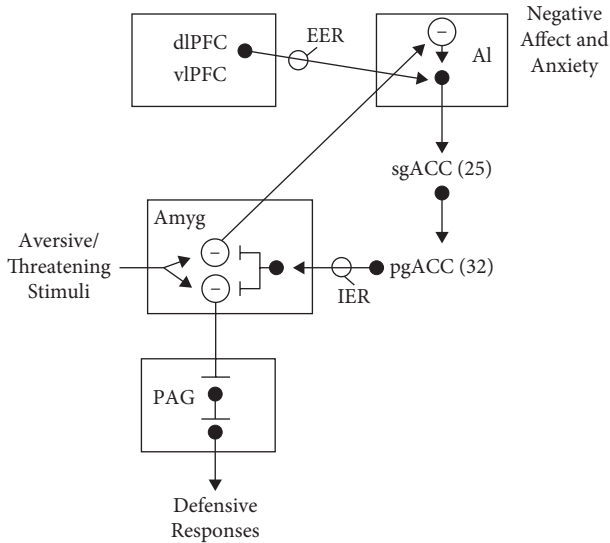 dlPFC
vlPFC
EER
−
AI
Negative
Affect and
Anxiety
sgACC (25)
Amyg
Aversive/
Threatening
Stimuli
−
−
pgACC (32)
IER
PAG
Defensive
Responses